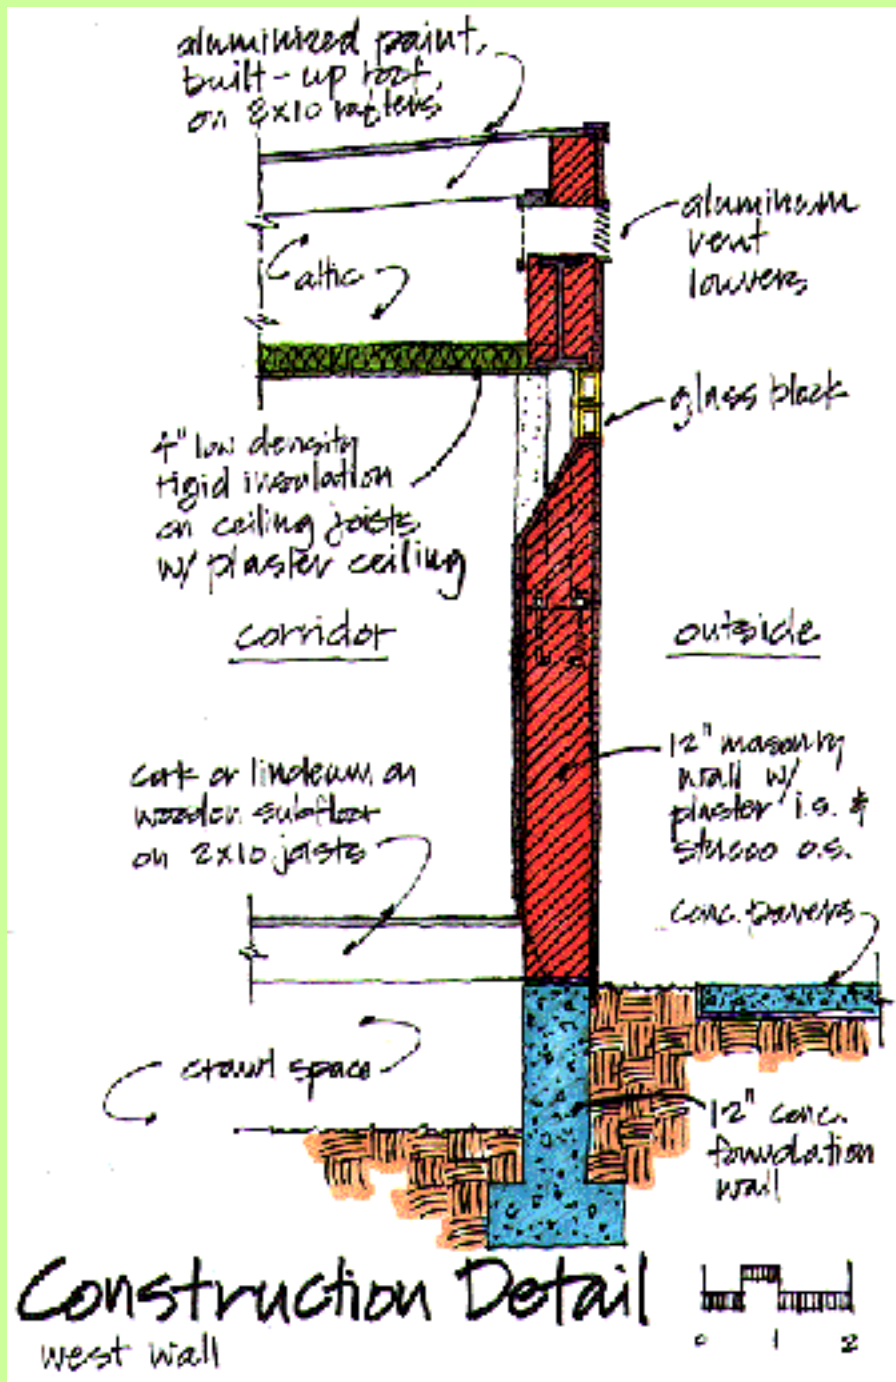 aluminized paint,
built-up roof,
on 2x10 rafters
aluminum
vent
louvers
attic
glass block
4" low density
rigid insulation
on ceiling joists
w/ plaster ceiling
corridor
outside
12" masonry
wall w/
plaster i.s. &
stucco o.s.
cork or linoleum on
wooden subfloor
on 2x10 joists
conc. pavers
crawl space
12" conc.
foundation
wall
Construction Detail
west wall
0 1 2